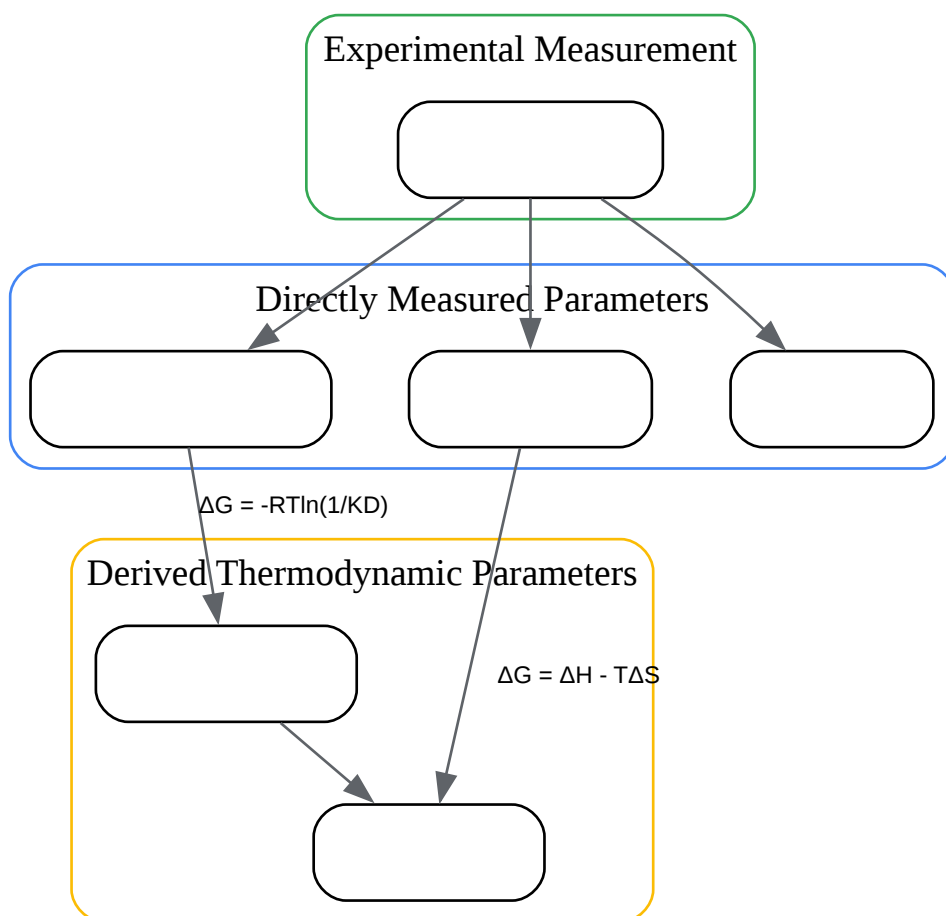 Experimental Measurement
Directly Measured Parameters
ΔG = -RTln(1/KD)
Derived Thermodynamic Parameters
ΔG = ΔH - TΔS